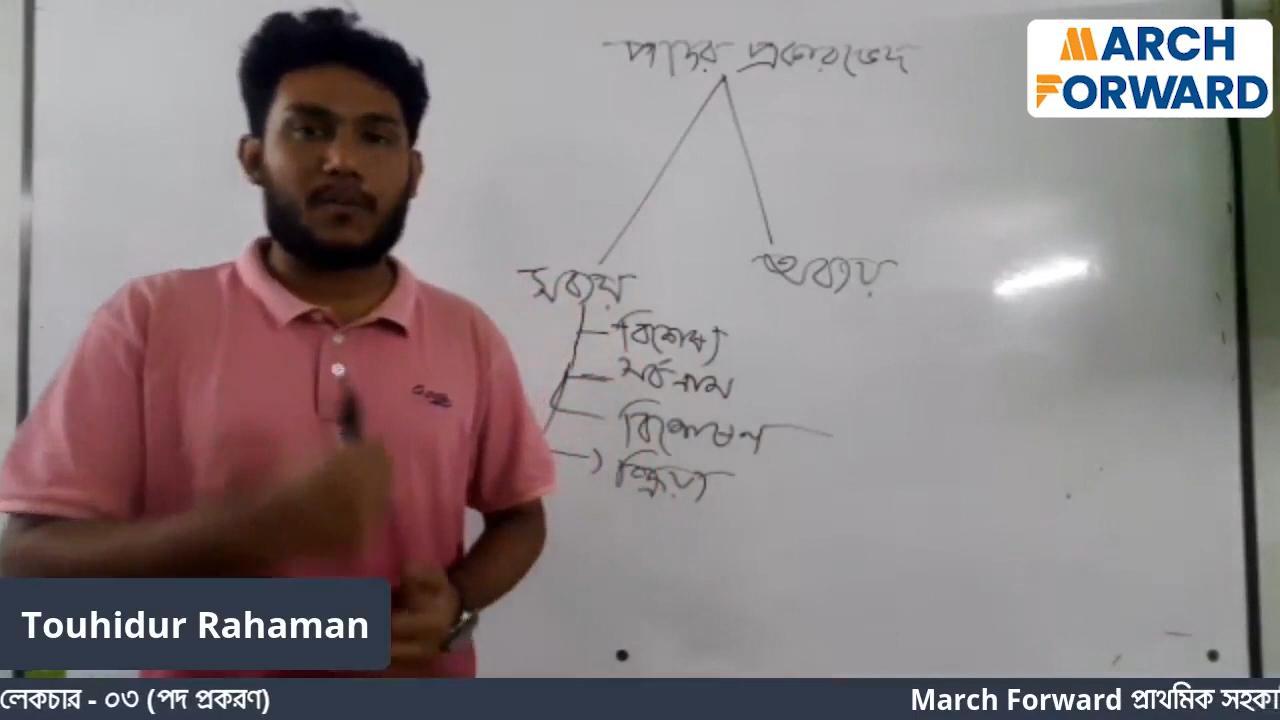 পদের প্রকারভেদ
MARCH
FORWARD
সব্যয়
অব্যয়
বিশেষ্য
সর্বনাম
বিশেষণ
ক্রিয়া
Touhidur Rahaman
লেকচার - ০৩ (পদ প্রকরণ)
March Forward প্রাথমিক সহকা